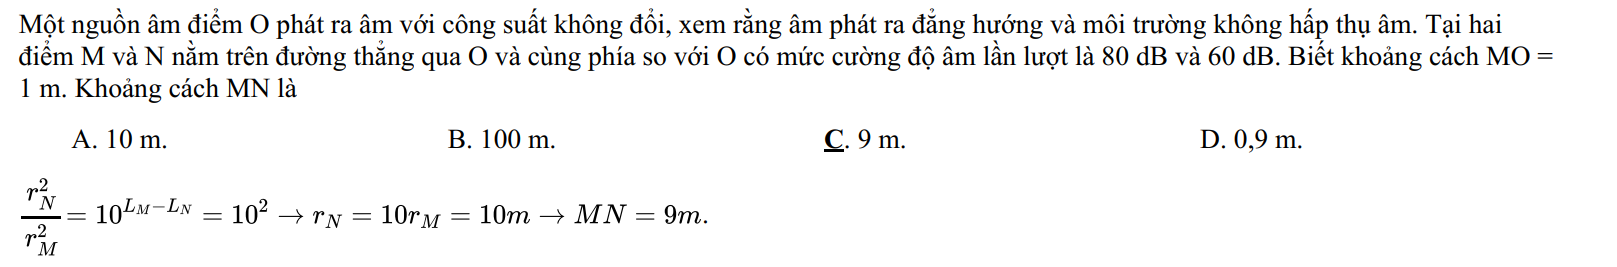 Một nguồn âm điểm O phát ra âm với công suất không đổi, xem rằng âm phát ra đẳng hướng và môi trường không hấp thụ âm. Tại hai
điểm M và N nằm trên đường thẳng qua O và cùng phía so với O có mức cường độ âm lần lượt là 80 dB và 60 dB. Biết khoảng cách MO =
1 m. Khoảng cách MN là
A. 10 m. B. 100 m. C. 9 m. D. 0,9 m.
$\frac{r_N^2}{r_M^2} = 10^{L_M - L_N} = 10^2 \rightarrow r_N = 10r_M = 10m \rightarrow MN = 9m.$